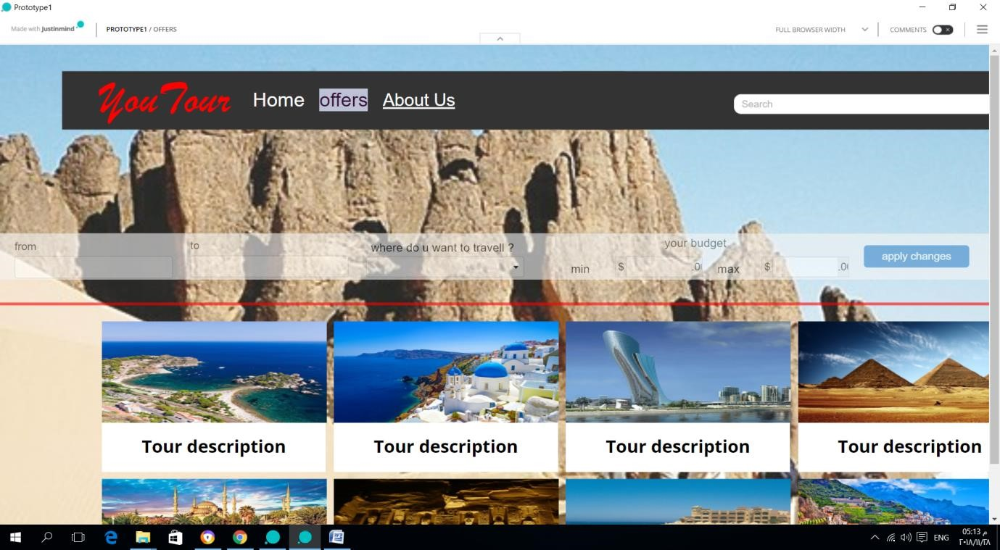 Prototype1
Made with Justinmind
PROTOTYPE1 / OFFERS
FULL BROWSER WIDTH
COMMENTS
YouTour
Home offers About Us
Search
from
to
where do u want to travell ?
your budget
min
$ .00
max
$ .00
apply changes
Tour description
Tour description
Tour description
Tour description
ENG
05:13 م
٢٠١٨/١١/٢٨